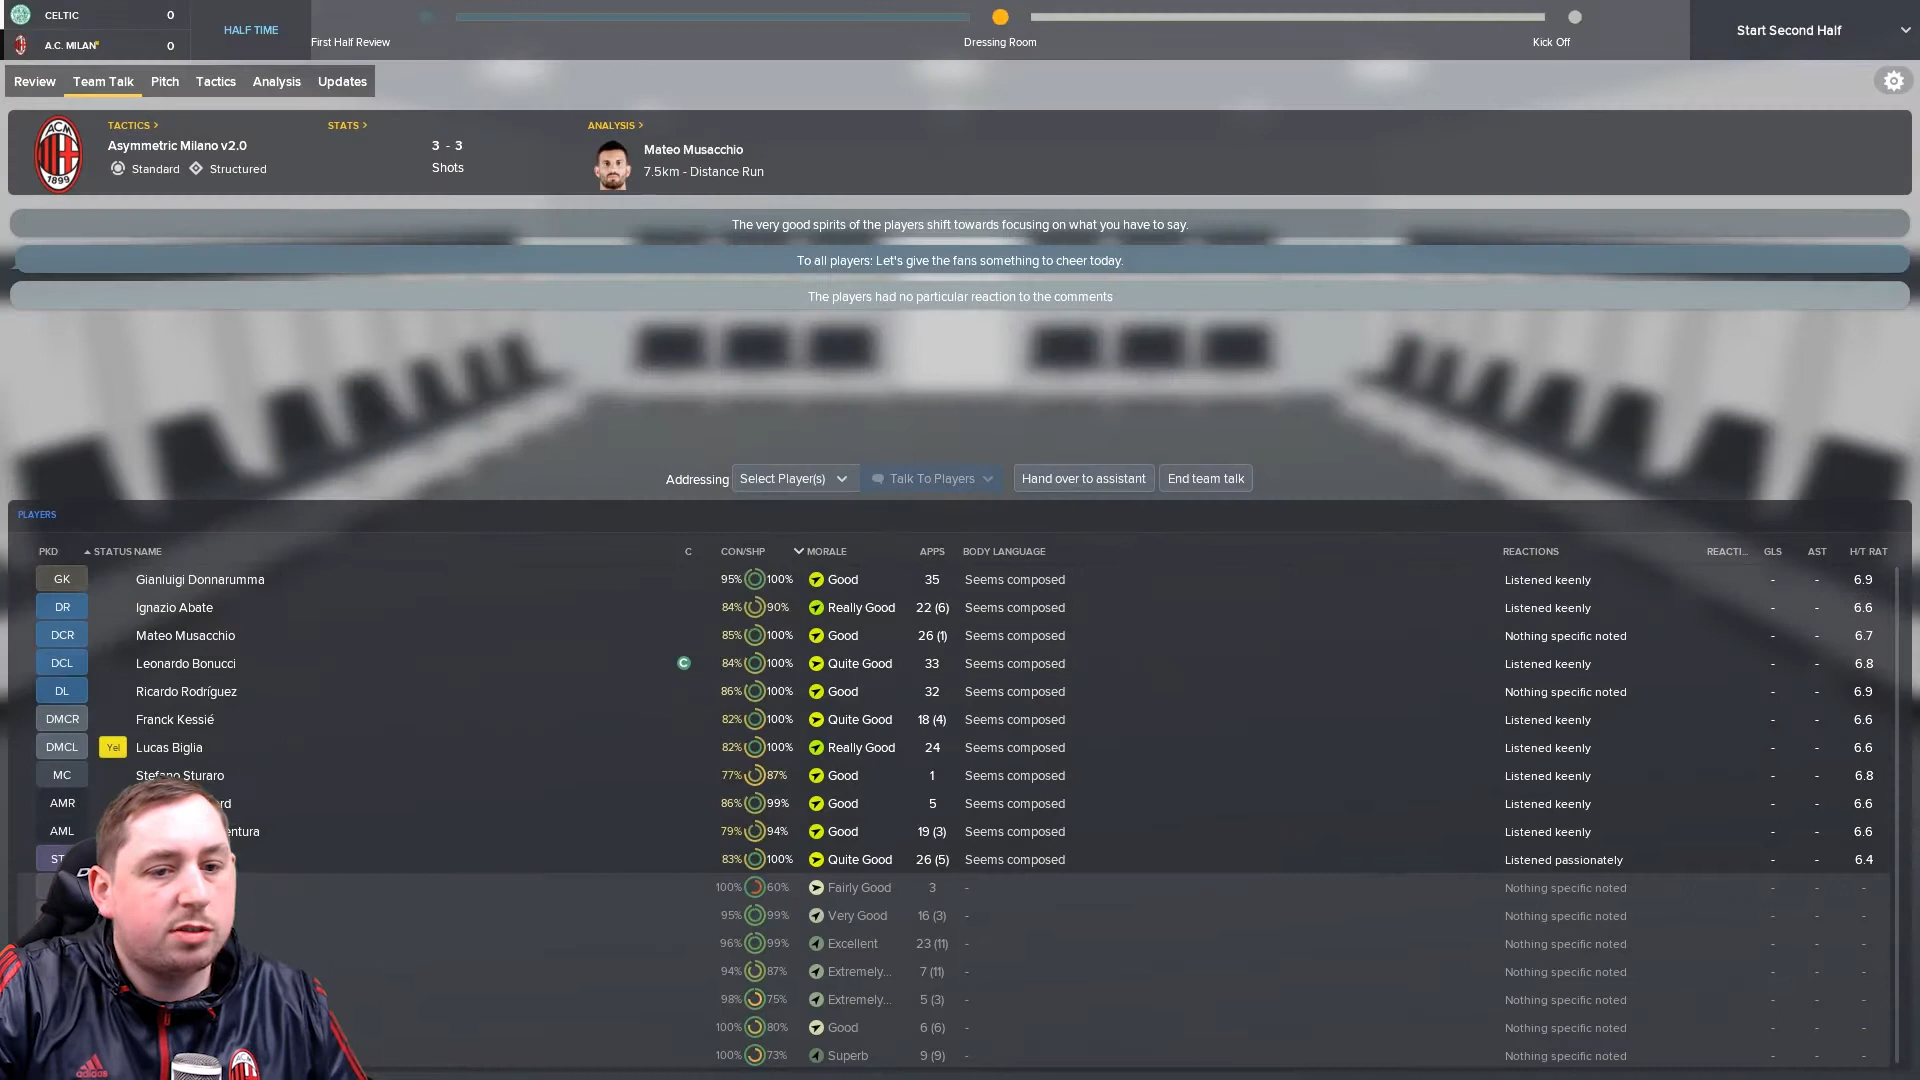 CELTIC 0
A.C. MILAN 0
HALF TIME
First Half Review
Dressing Room
Kick Off
Start Second Half
Review Team Talk Pitch Tactics Analysis Updates
ACM
1899
TACTICS >
Asymmetric Milano v2.0
Standard Structured
STATS >
3 - 3
Shots
ANALYSIS >
Mateo Musacchio
7.5km - Distance Run
The very good spirits of the players shift towards focusing on what you have to say.
To all players: Let's give the fans something to cheer today.
The players had no particular reaction to the comments
Addressing Select Player(s) Talk To Players Hand over to assistant End team talk
PLAYERS
PKD STATUS NAME C CON/SHP MORALE APPS BODY LANGUAGE REACTIONS REACTI... GLS AST H/T RAT
GK Gianluigi Donnarumma 95% 100% Good 35 Seems composed Listened keenly - - 6.9
DR Ignazio Abate 84% 90% Really Good 22 (6) Seems composed Listened keenly - - 6.6
DCR Mateo Musacchio 85% 100% Good 26 (1) Seems composed Nothing specific noted - - 6.7
DCL Leonardo Bonucci C 84% 100% Quite Good 33 Seems composed Listened keenly - - 6.8
DL Ricardo Rodríguez 86% 100% Good 32 Seems composed Nothing specific noted - - 6.9
DMCR Franck Kessié 82% 100% Quite Good 18 (4) Seems composed Listened keenly - - 6.6
DMCL Yel Lucas Biglia 82% 100% Really Good 24 Seems composed Listened keenly - - 6.6
MC Stefano Sturaro 77% 87% Good 1 Seems composed Listened keenly - - 6.8
AMR rd 86% 99% Good 5 Seems composed Listened keenly - - 6.6
AML entura 79% 94% Good 19 (3) Seems composed Listened keenly - - 6.6
ST 83% 100% Quite Good 26 (5) Seems composed Listened passionately - - 6.4
100% 60% Fairly Good 3 - Nothing specific noted - - -
95% 99% Very Good 16 (3) - Nothing specific noted - - -
96% 99% Excellent 23 (11) - Nothing specific noted - - -
94% 87% Extremely... 7 (11) - Nothing specific noted - - -
98% 75% Extremely... 5 (3) - Nothing specific noted - - -
100% 80% Good 6 (6) - Nothing specific noted - - -
100% 73% Superb 9 (9) - Nothing specific noted - - -
adidas